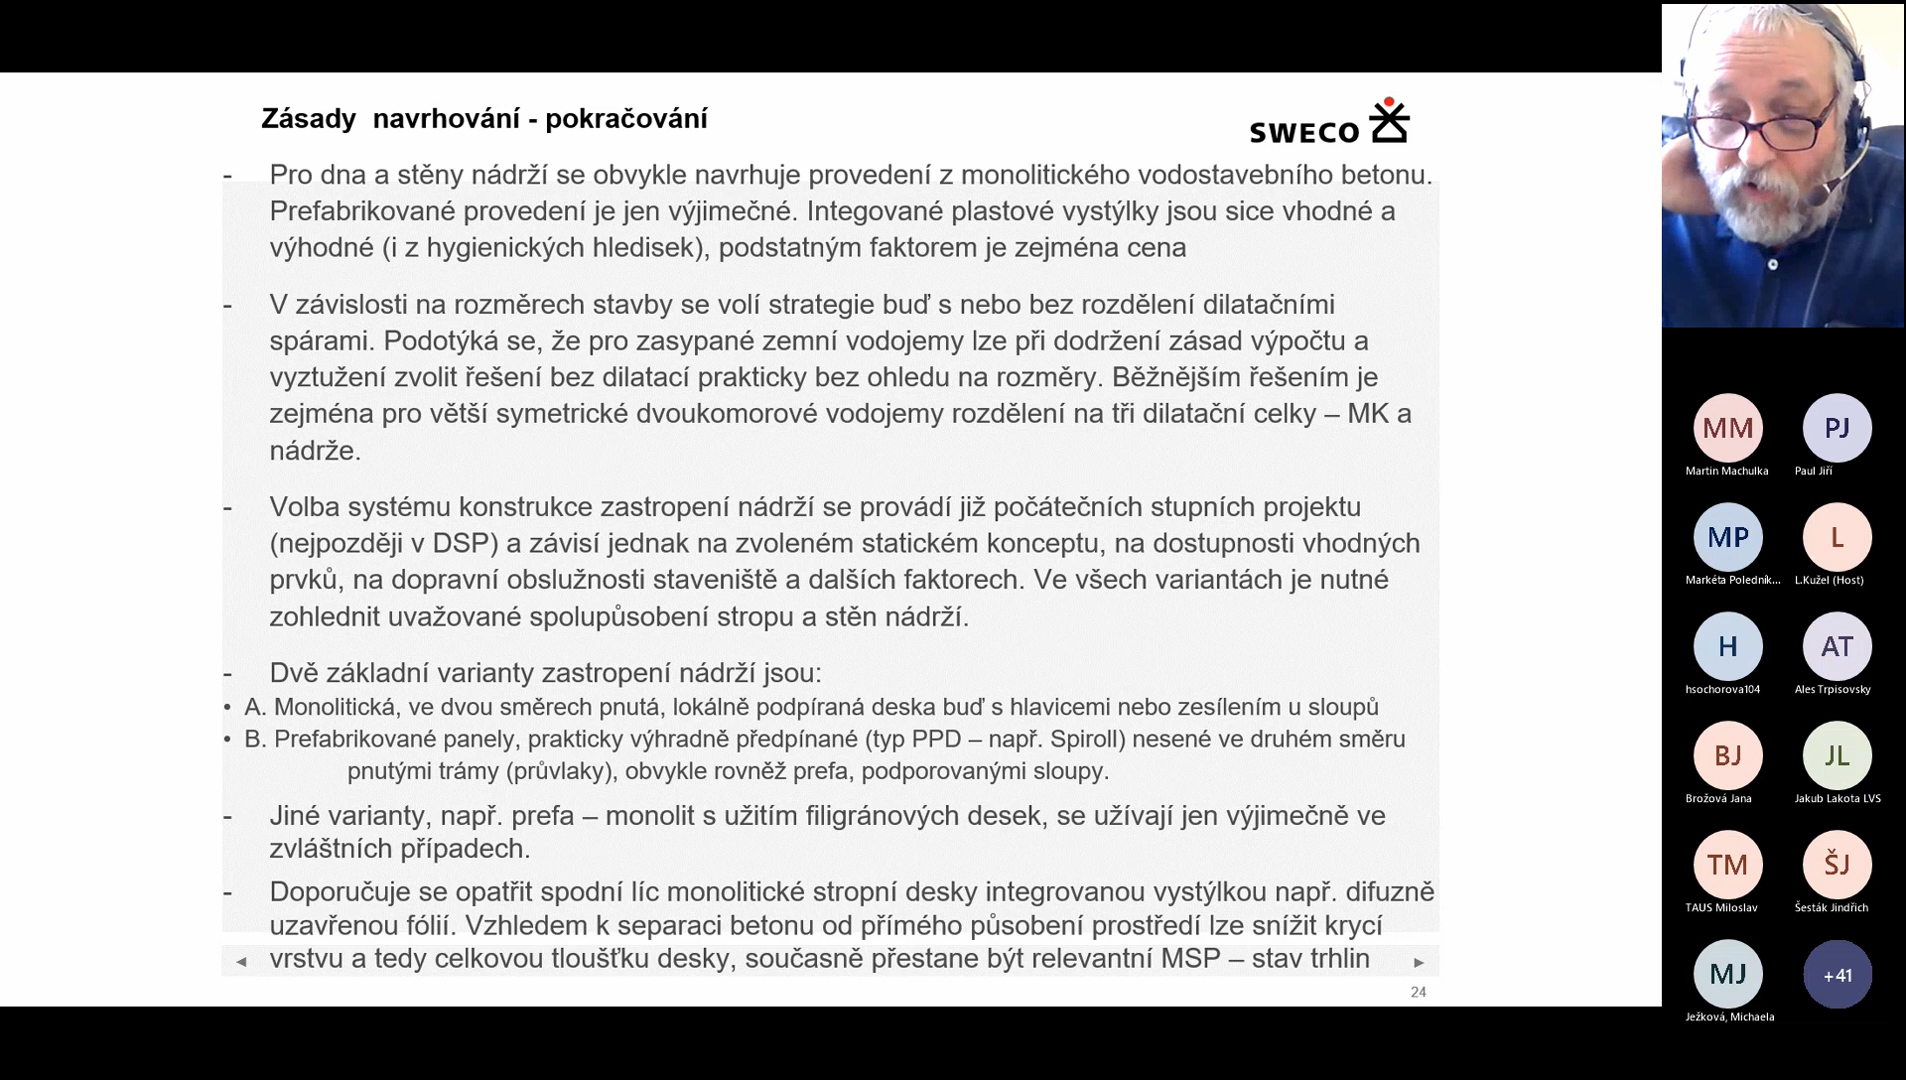 Zásady navrhování - pokračování
SWECO
- Pro dna a stěny nádrží se obvykle navrhuje provedení z monolitického vodostavebního betonu.
Prefabrikované provedení je jen výjimečné. Integované plastové vystýlky jsou sice vhodné a
výhodné (i z hygienických hledisek), podstatným faktorem je zejména cena
- V závislosti na rozměrech stavby se volí strategie buď s nebo bez rozdělení dilatačními
spárami. Podotýká se, že pro zasypané zemní vodojemy lze při dodržení zásad výpočtu a
vyztužení zvolit řešení bez dilatací prakticky bez ohledu na rozměry. Běžnějším řešením je
zejména pro větší symetrické dvoukomorové vodojemy rozdělení na tři dilatační celky – MK a
nádrže.
- Volba systému konstrukce zastropení nádrží se provádí již počátečních stupních projektu
(nejpozději v DSP) a závisí jednak na zvoleném statickém konceptu, na dostupnosti vhodných
prvků, na dopravní obslužnosti staveniště a dalších faktorech. Ve všech variantách je nutné
zohlednit uvažované spolupůsobení stropu a stěn nádrží.
- Dvě základní varianty zastropení nádrží jsou:
• A. Monolitická, ve dvou směrech pnutá, lokálně podpíraná deska buď s hlavicemi nebo zesílením u sloupů
• B. Prefabrikované panely, prakticky výhradně předpínané (typ PPD – např. Spiroll) nesené ve druhém směru
pnutými trámy (průvlaky), obvykle rovněž prefa, podporovanými sloupy.
- Jiné varianty, např. prefa – monolit s užitím filigránových desek, se užívají jen výjimečně ve
zvláštních případech.
- Doporučuje se opatřit spodní líc monolitické stropní desky integrovanou vystýlkou např. difuzně
uzavřenou fólií. Vzhledem k separaci betonu od přímého působení prostředí lze snížit krycí
vrstvu a tedy celkovou tloušťku desky, současně přestane být relevantní MSP – stav trhlin
24
MM
PJ
Martin Machulka
Paul Jiří
MP
L
Markéta Poledník...
L.Kužel (Host)
H
AT
hsochorova104
Ales Trpisovsky
BJ
JL
Brožová Jana
Jakub Lakota LVS
TM
ŠJ
TAUS Miloslav
Šesták Jindřich
MJ
+41
Ježková, Michaela